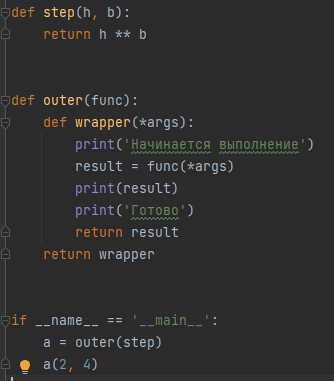 def step(h, b):
    return h ** b
def outer(func):
    def wrapper(*args):
        print('Начинается выполнение')
        result = func(*args)
        print(result)
        print('Готово')
        return result
    return wrapper
if __name__ == '__main__':
    a = outer(step)
    a(2, 4)